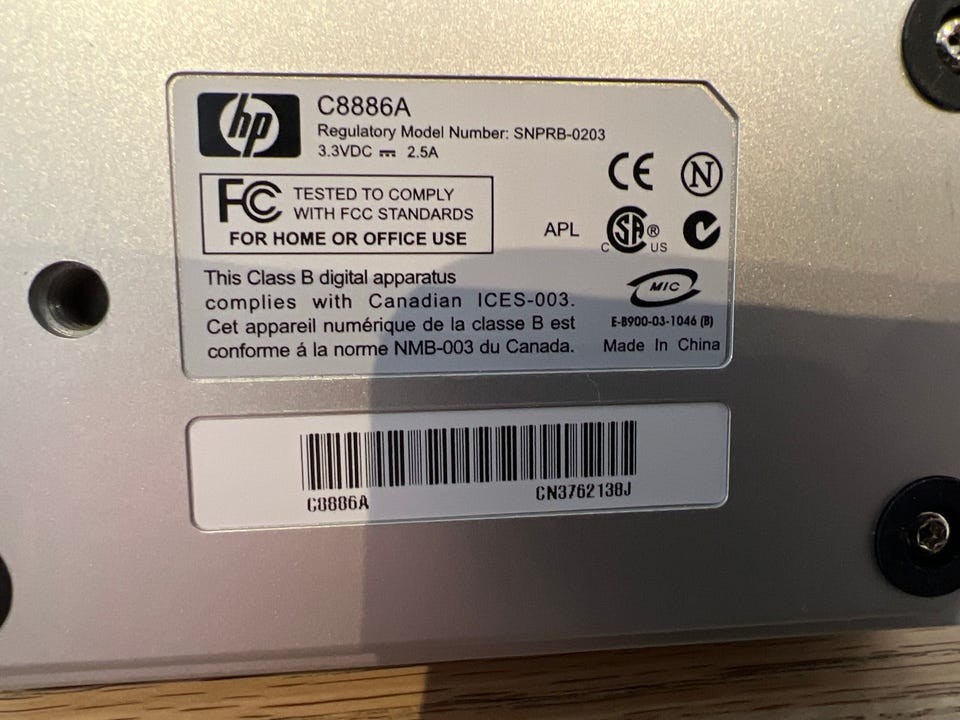 hp
C8886A
Regulatory Model Number: SNPRB-0203
3.3VDC ⎓ 2.5A
FC TESTED TO COMPLY
WITH FCC STANDARDS
FOR HOME OR OFFICE USE
CE N
APL C SA® US
This Class B digital apparatus
complies with Canadian ICES-003.
Cet appareil numérique de la classe B est
conforme á la norme NMB-003 du Canada.
MIC
E-B900-03-1046 (B)
Made In China
C8886A CN3762138J